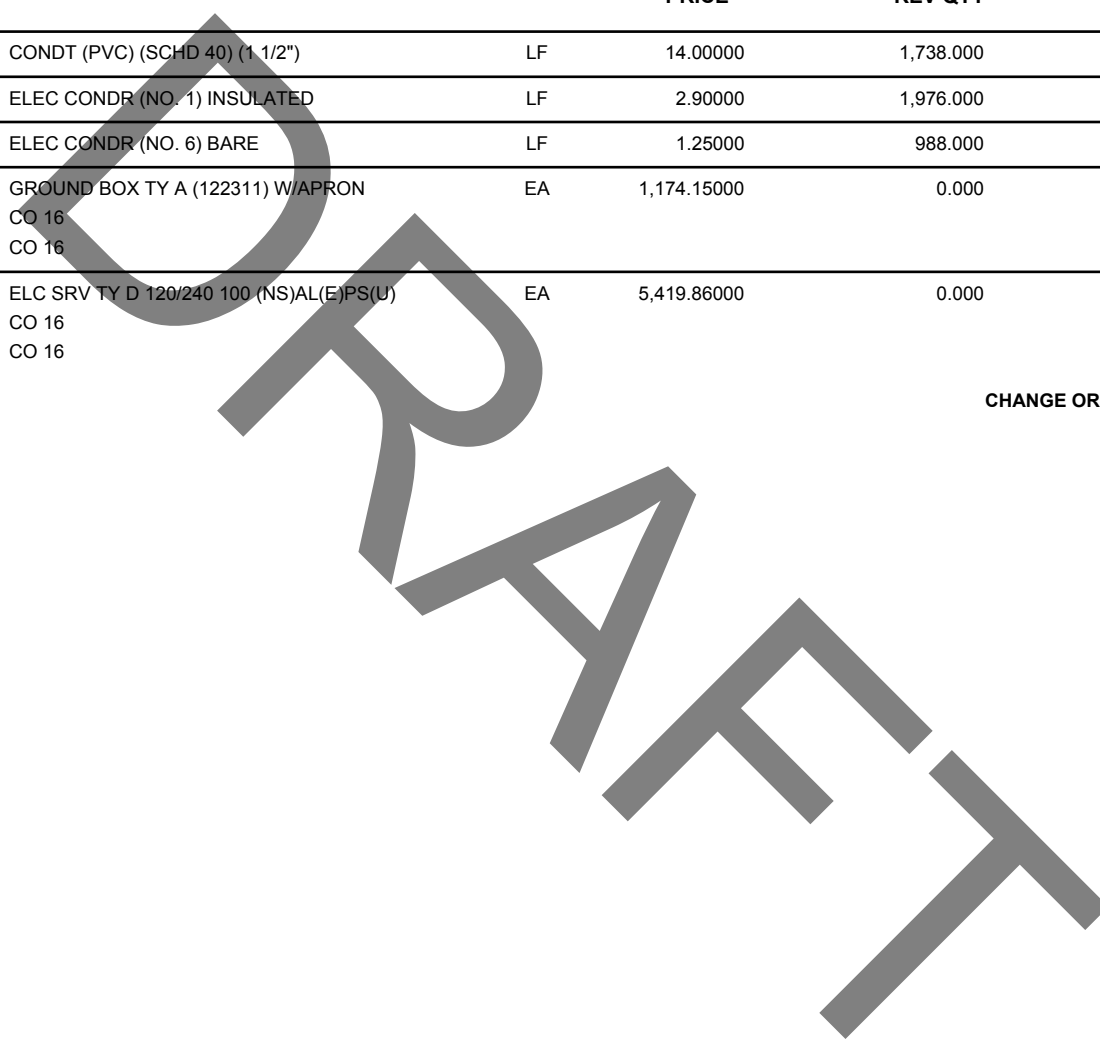 CONDT (PVC) (SCHD 40) (1 1/2") LF 14.00000 1,738.000
ELEC CONDR (NO. 1) INSULATED LF 2.90000 1,976.000
ELEC CONDR (NO. 6) BARE LF 1.25000 988.000
GROUND BOX TY A (122311) W/APRON EA 1,174.15000 0.000
CO 16
CO 16
ELC SRV TY D 120/240 100 (NS)AL(E)PS(U) EA 5,419.86000 0.000
CO 16
CO 16
CHANGE OR
DRAFT